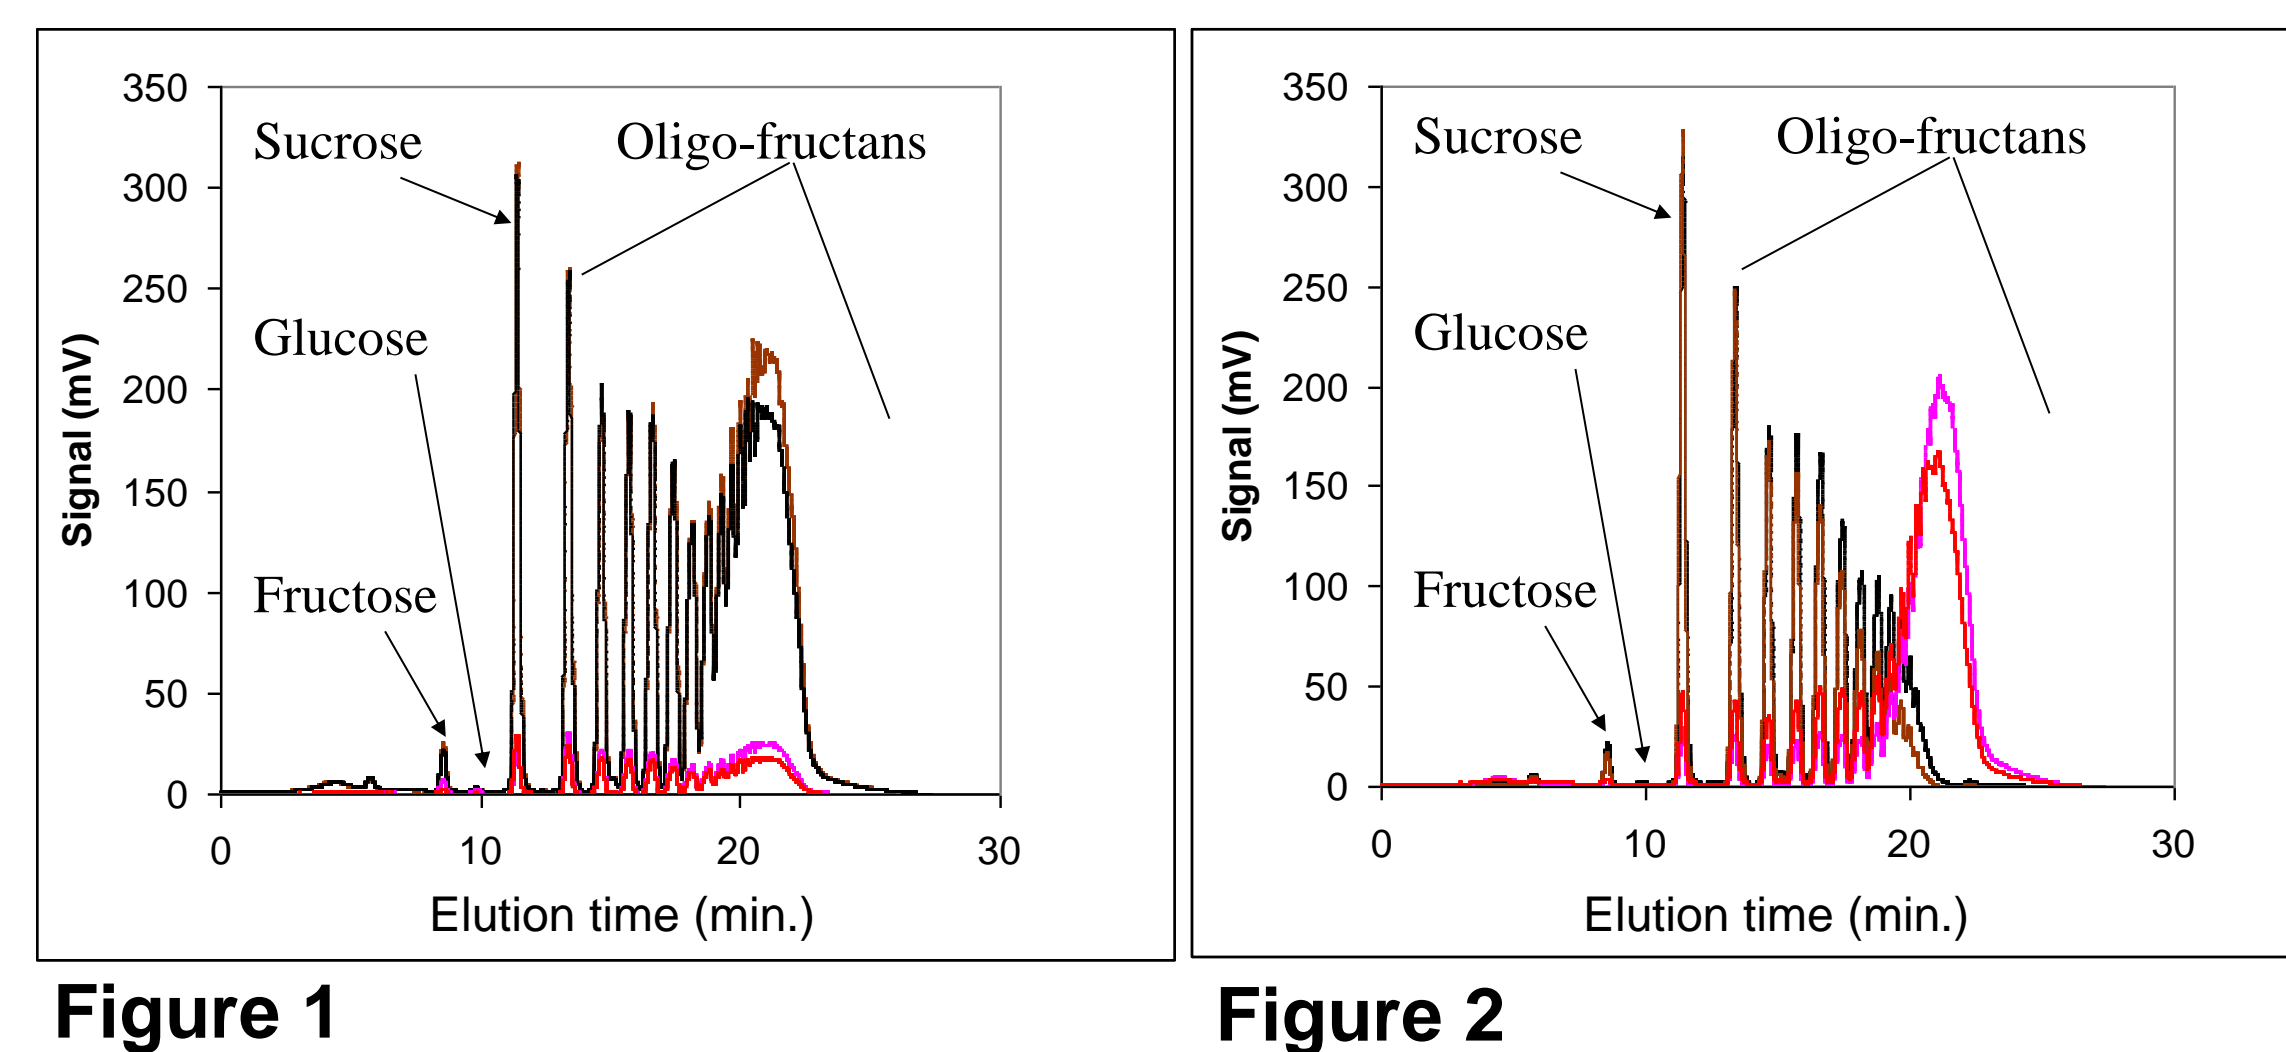 350
300
250
200
150
100
50
0
Signal (mV)
Sucrose
Oligo-fructans
Glucose
Fructose
0 10 20 30
Elution time (min.)
Figure 1
350
300
250
200
150
100
50
0
Signal (mV)
Sucrose
Oligo-fructans
Glucose
Fructose
0 10 20 30
Elution time (min.)
Figure 2